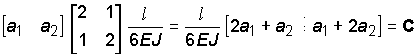 [a₁ a₂] [2 1; 1 2] l/6EJ = l/6EJ [2a₁ + a₂ ⋮ a₁ + 2a₂] = C